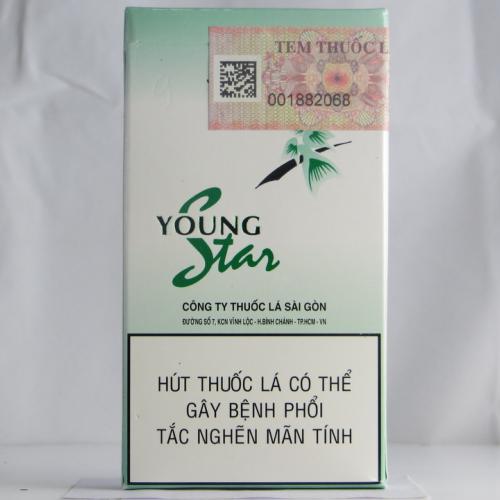 TEM THUỐC L
001882068
YOUNG
Star
CÔNG TY THUỐC LÁ SÀI GÒN
ĐƯỜNG SỐ 7, KCN VĨNH LỘC - H.BÌNH CHÁNH - TP.HCM - VN
HÚT THUỐC LÁ CÓ THỂ
GÂY BỆNH PHỔI
TẮC NGHẼN MÃN TÍNH